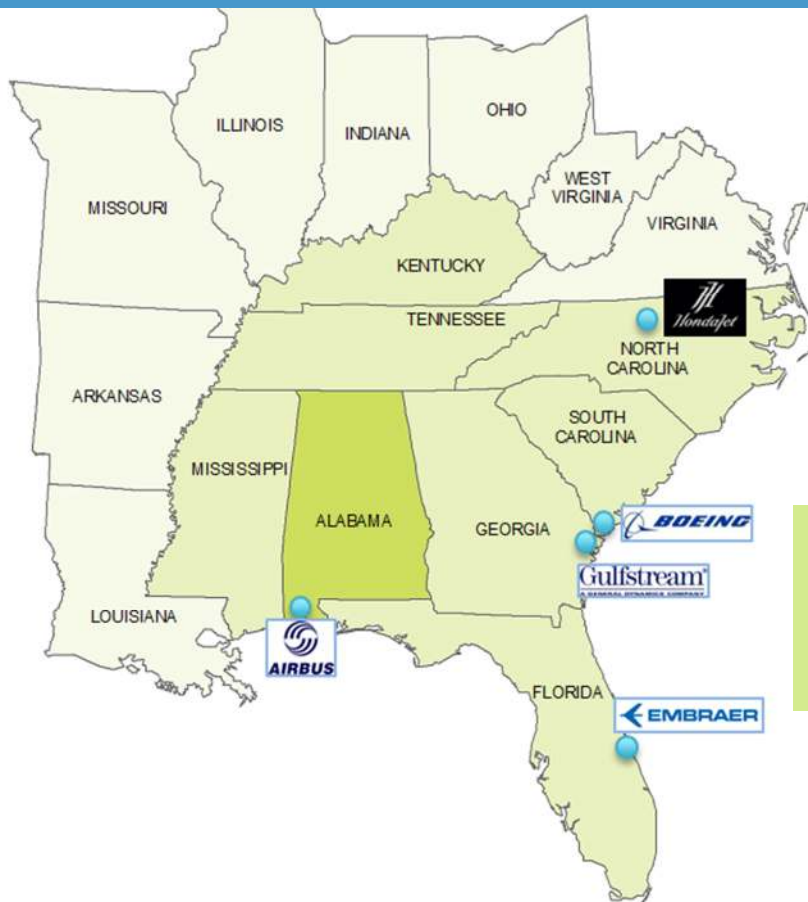 ILLINOIS
INDIANA
OHIO
WEST
VIRGINIA
MISSOURI
VIRGINIA
KENTUCKY
HondaJet
TENNESSEE
NORTH
CAROLINA
ARKANSAS
SOUTH
CAROLINA
MISSISSIPPI
ALABAMA
GEORGIA
BOEING
Gulfstream®
A GENERAL DYNAMICS COMPANY
LOUISIANA
AIRBUS
FLORIDA
EMBRAER